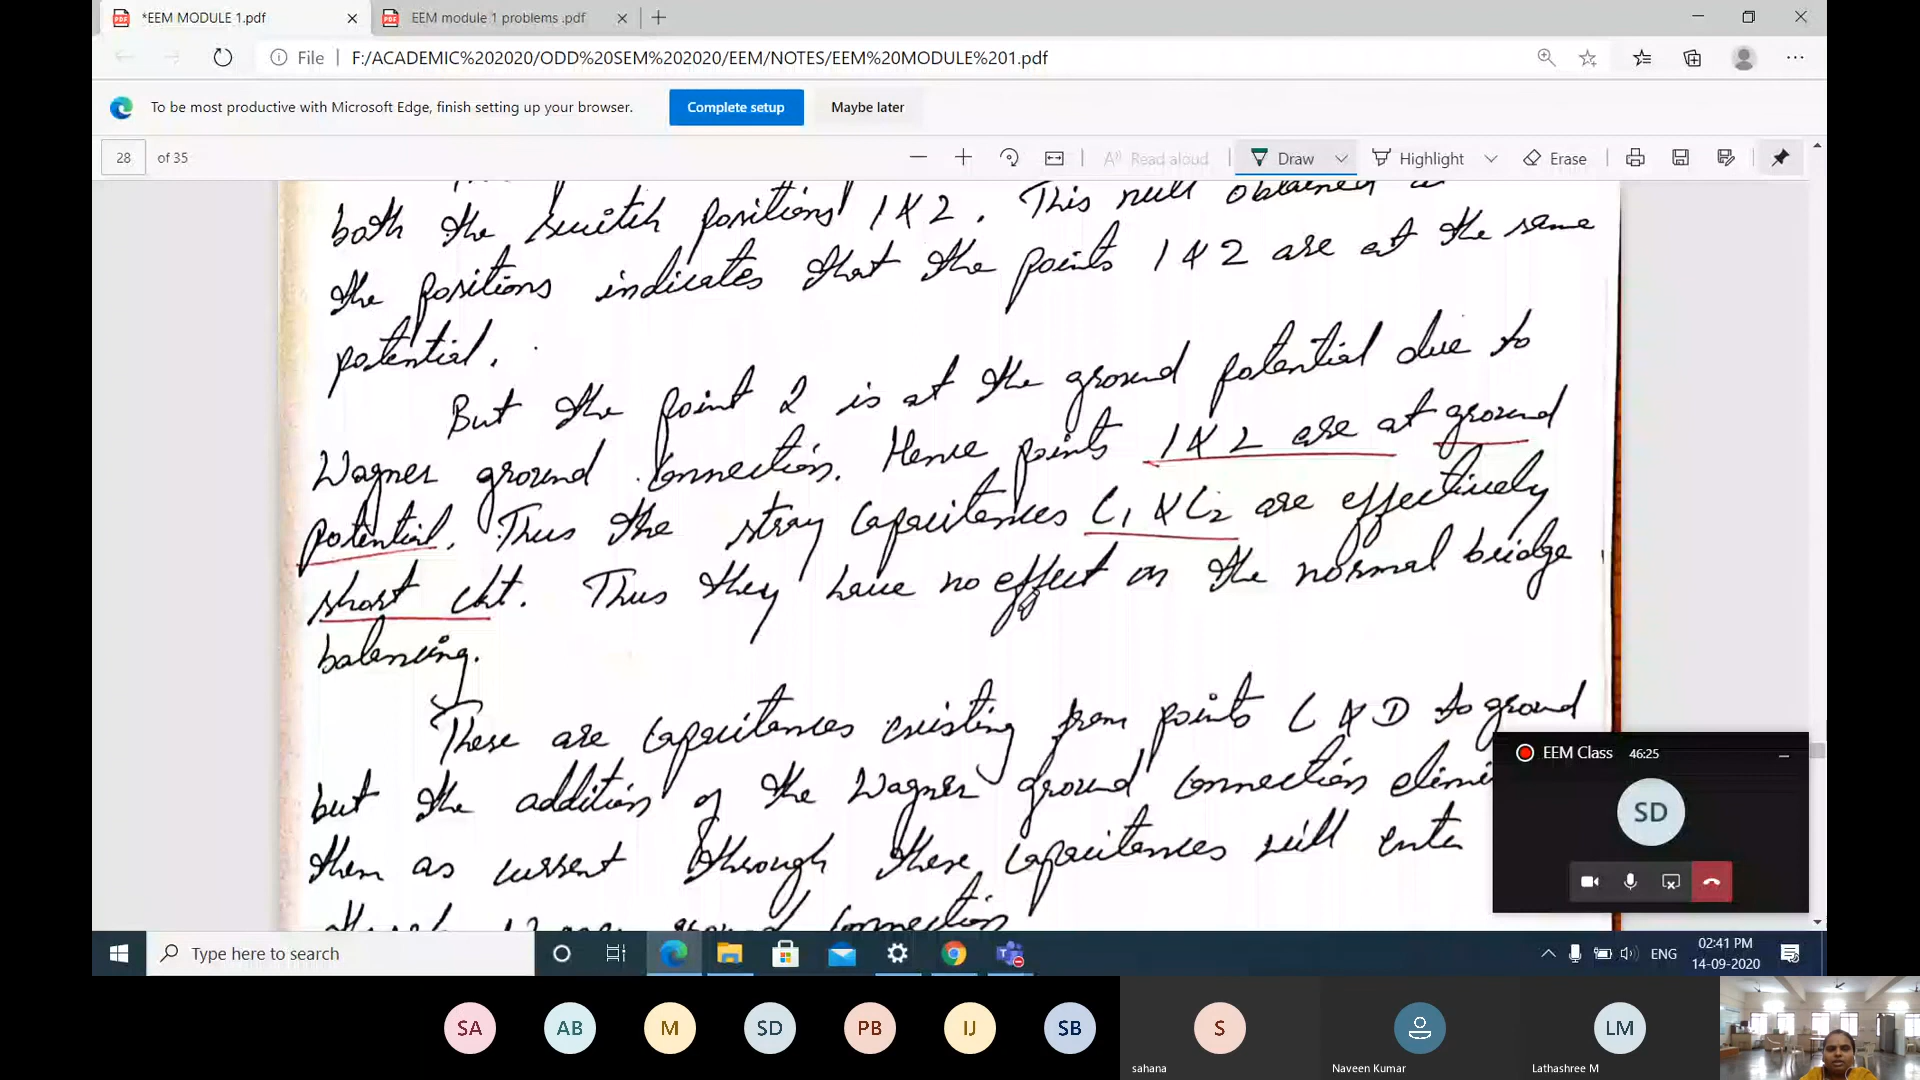 *EEM MODULE 1.pdf
EEM module 1 problems .pdf
File
F:/ACADEMIC%202020/ODD%20SEM%202020/EEM/NOTES/EEM%20MODULE%201.pdf
To be most productive with Microsoft Edge, finish setting up your browser.
Complete setup
Maybe later
28 of 35
Read aloud
Draw
Highlight
Erase
both the switch positions 1 & 2. This null obtained
the positions indicates that the points 1 & 2 are at the same
potential.
But the point 2 is at the ground potential due to
Wagner ground connection. Hence points 1 & 2 are at ground
potential. Thus the stray capacitances C1 & C2 are effectively
short ckt. Thus they have no effect on the normal bridge
balancing.
There are capacitances existing from points C & D to ground
but the addition of the Wagner ground connection elimi
them as current through these capacitances will ente
Wagner ground connection
EEM Class 46:25
SD
Type here to search
ENG
02:41 PM
14-09-2020
SA
AB
M
SD
PB
IJ
SB
S
LM
sahana
Naveen Kumar
Lathashree M